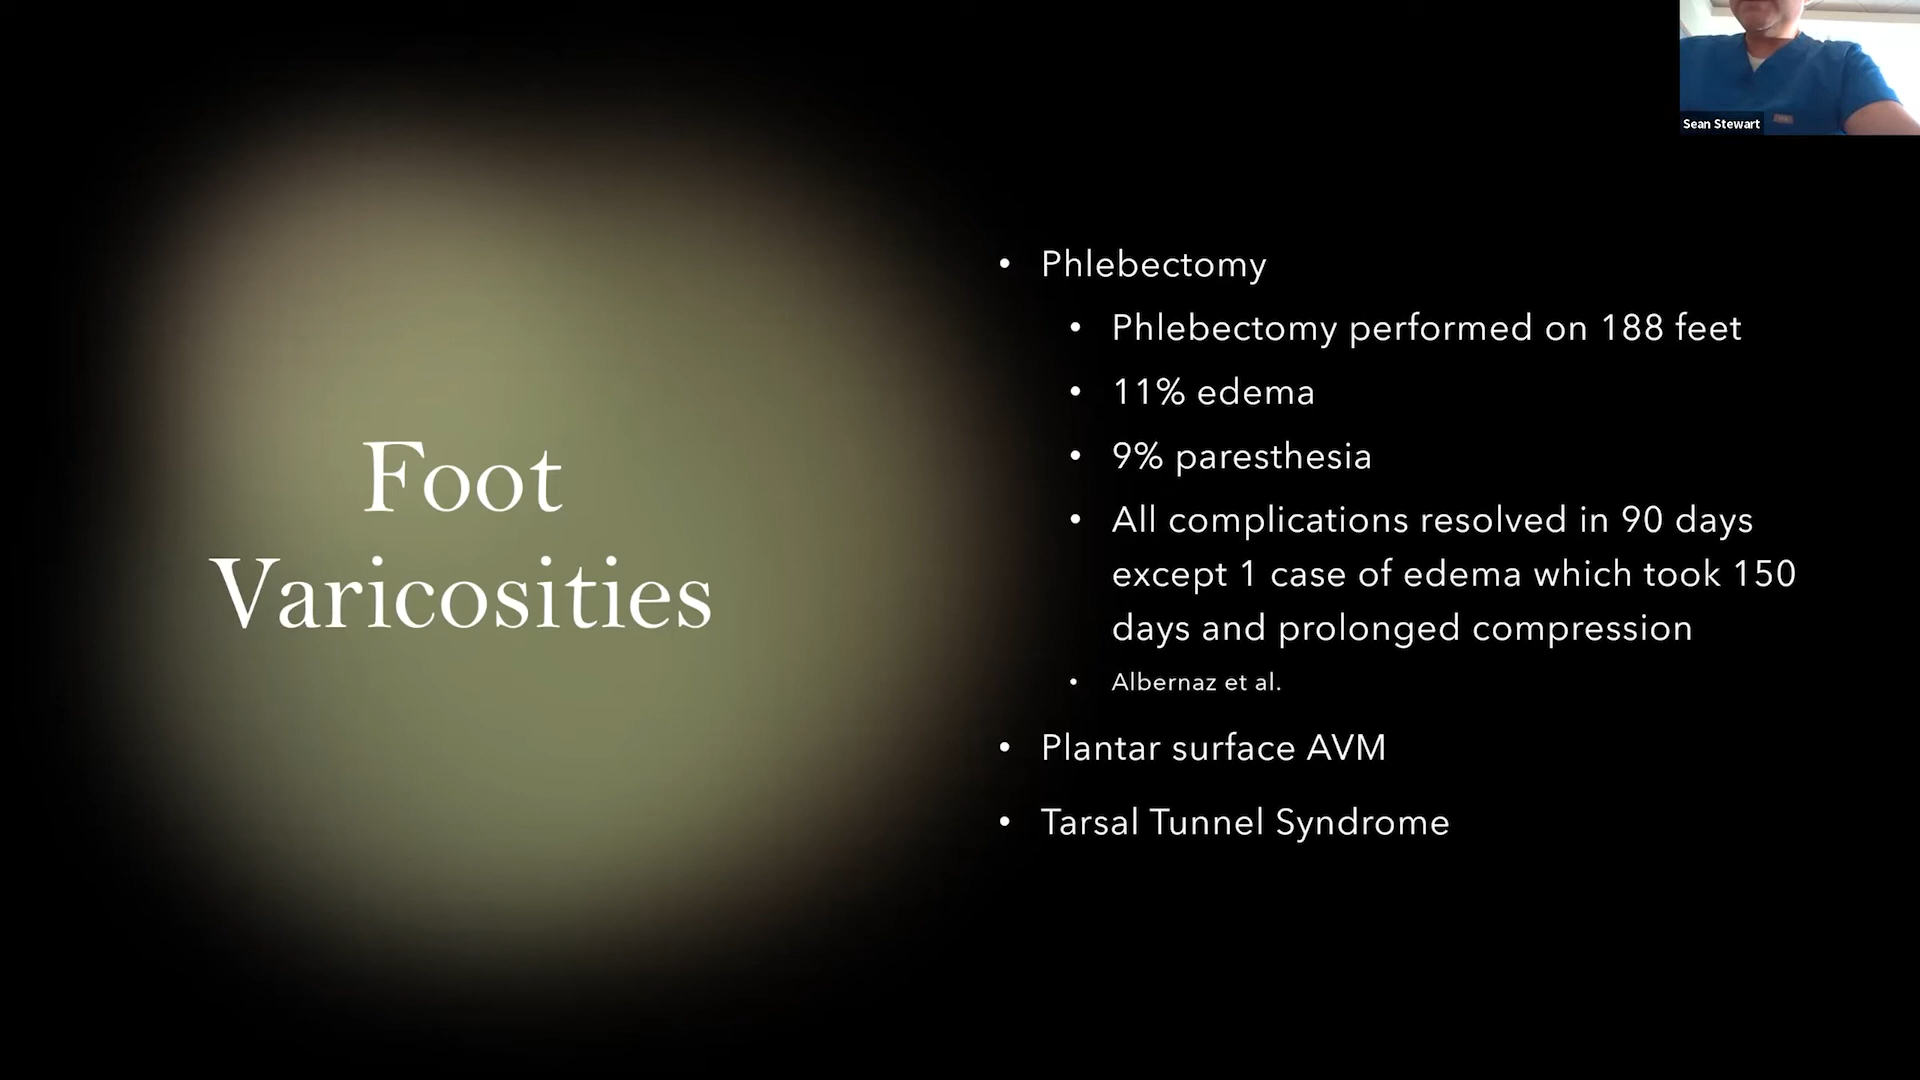 Sean Stewart
Foot
Varicosities
• Phlebectomy
• Phlebectomy performed on 188 feet
• 11% edema
• 9% paresthesia
• All complications resolved in 90 days
except 1 case of edema which took 150
days and prolonged compression
• Albernaz et al.
• Plantar surface AVM
• Tarsal Tunnel Syndrome